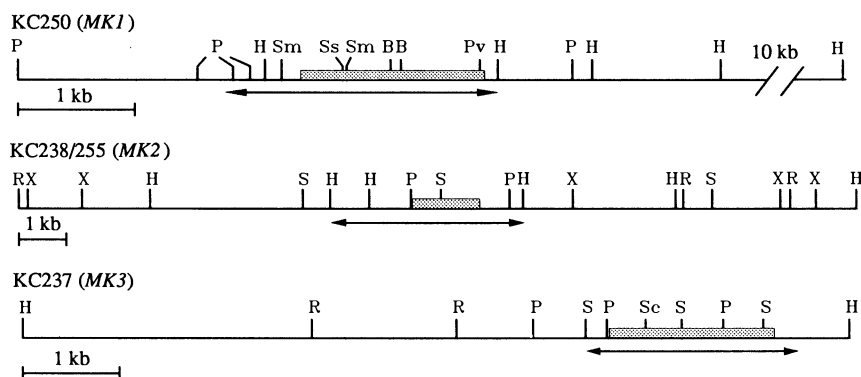 KC250 (MK1)
P P H Sm Ss Sm B B Pv H P H H 10 kb H
1 kb
KC238/255 (MK2)
R X X H S H H P S P H X H R S X R X H
1 kb
KC237 (MK3)
H R R P S P Sc S P S H
1 kb